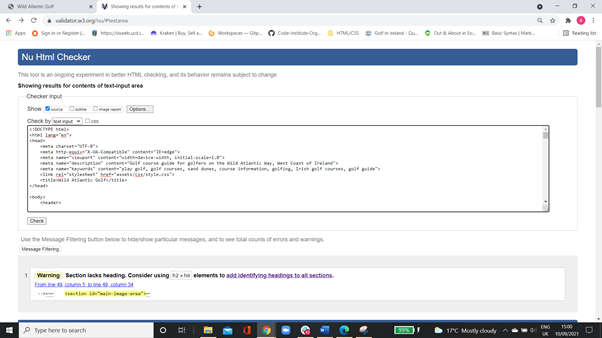 Wild Atlantic Golf
Showing results for contents of t
validator.w3.org/nu/#textarea
Apps
Sign in or Register |
https://sisweb.ucd.i
Kraken | Buy, Sell a
Workspaces — Gitp
Code-Institute-Org
HTML/CSS
Golf in Ireland - Qu
Out & About in So
Basic Syntax | Mark
Reading list
Nu Html Checker
This tool is an ongoing experiment in better HTML checking, and its behavior remains subject to change
Showing results for contents of text-input area
Checker Input
Show source outline image report Options...
Check by text input css
<!DOCTYPE html>
<html lang="en">
<head>
<meta charset="UTF-8">
<meta http-equiv="X-UA-Compatible" content="IE=edge">
<meta name="viewport" content="width=device-width, initial-scale=1.0">
<meta name="description" content="Golf course guide for golfers on the Wild Atlantic Way, West Coast of Ireland">
<meta name="keywords" content="play golf, golf courses, sand dunes, course information, golfing, Irish golf courses, golf guide">
<link rel="stylesheet" href="assets/css/style.css">
<title>Wild Atlantic Golf</title>
</head>
<body>
<header>
Check
Use the Message Filtering button below to hide/show particular messages, and to see total counts of errors and warnings.
Message Filtering
1. Warning Section lacks heading. Consider using h2-h6 elements to add identifying headings to all sections.
From line 49, column 5; to line 49, column 34
<section id="main-image-area">
Type here to search
99%
17°C Mostly cloudy
ENG
UK
15:00
10/09/2021